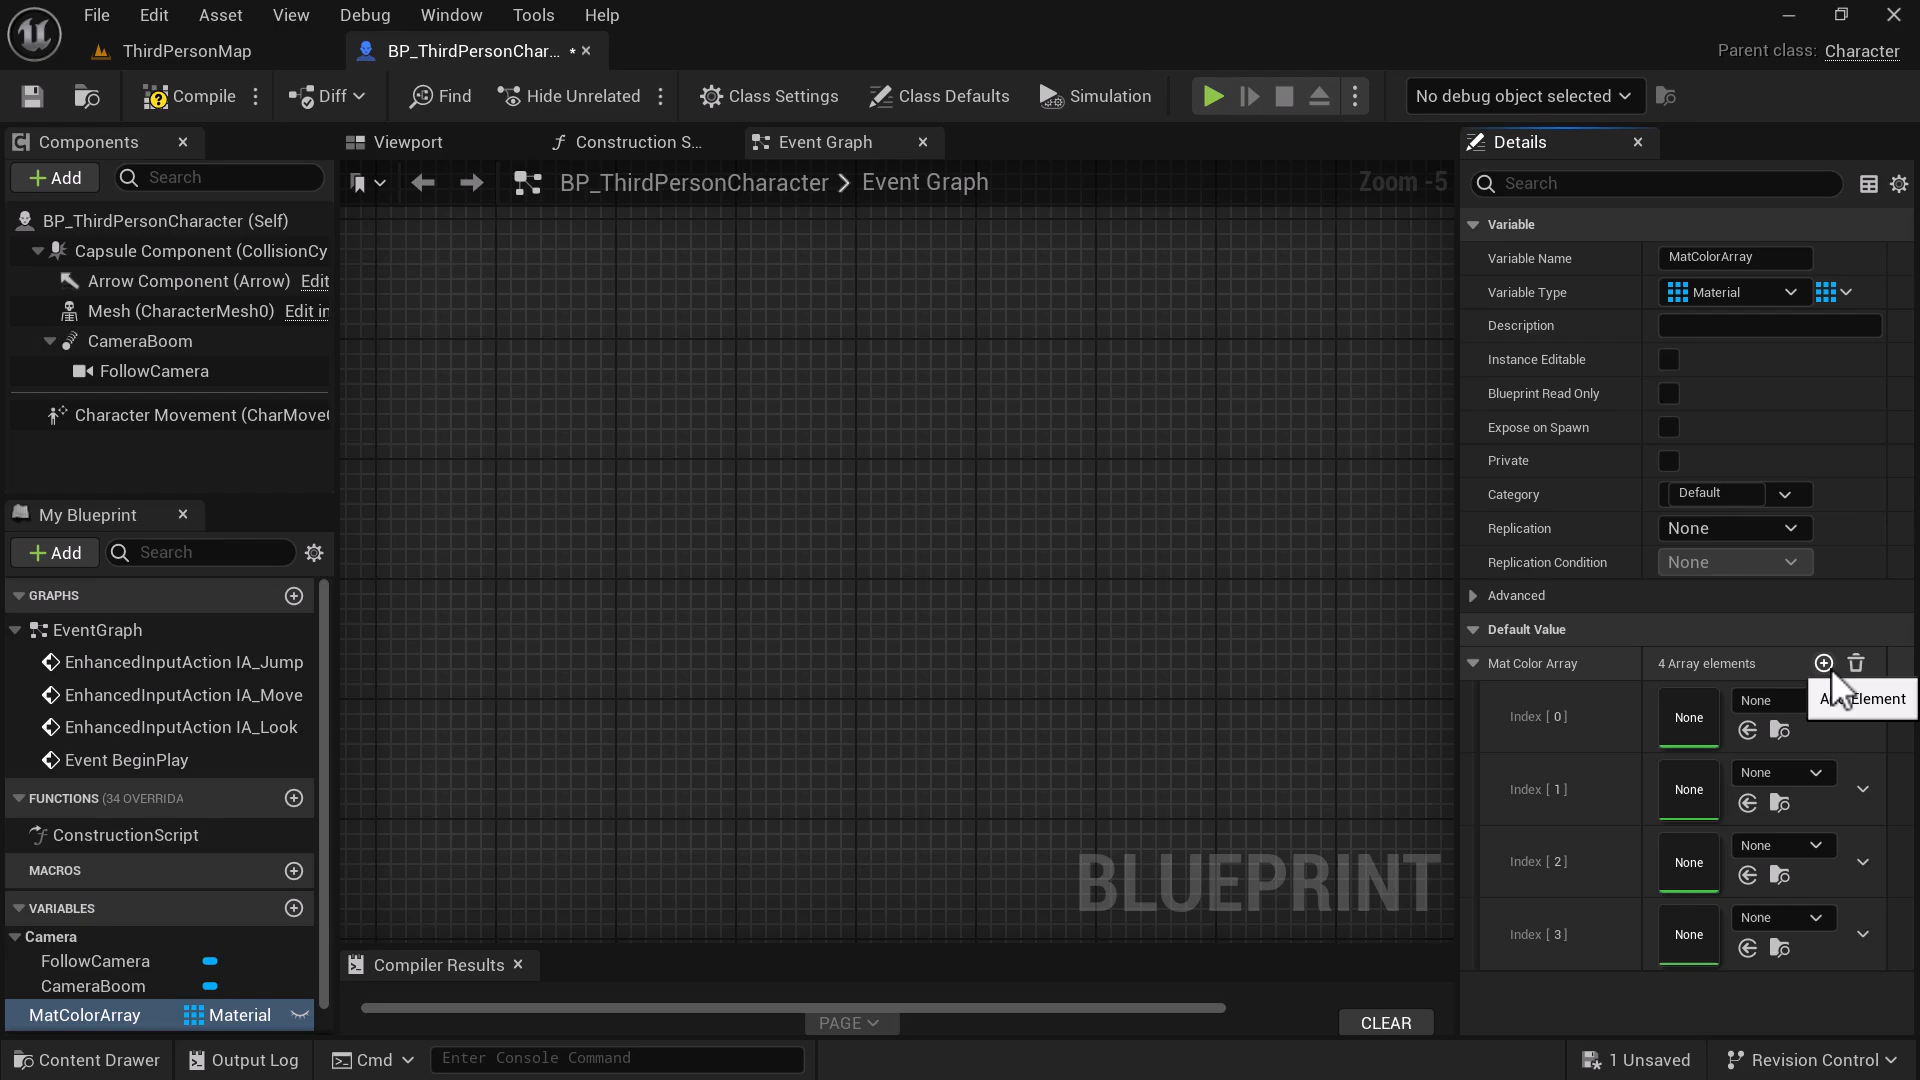 File Edit Asset View Debug Window Tools Help
ThirdPersonMap
BP_ThirdPersonChar... *
Parent class: Character
Compile
Diff
Find
Hide Unrelated
Class Settings
Class Defaults
Simulation
No debug object selected
Components
Add
Search
BP_ThirdPersonCharacter (Self)
Capsule Component (CollisionCy
Arrow Component (Arrow) Edit
Mesh (CharacterMesh0) Edit in
CameraBoom
FollowCamera
Character Movement (CharMove
My Blueprint
Add
Search
GRAPHS
EventGraph
EnhancedInputAction IA_Jump
EnhancedInputAction IA_Move
EnhancedInputAction IA_Look
Event BeginPlay
FUNCTIONS (34 OVERRIDA
ConstructionScript
MACROS
VARIABLES
Camera
FollowCamera
CameraBoom
MatColorArray Material
Viewport
Construction S...
Event Graph
BP_ThirdPersonCharacter > Event Graph
Zoom -5
BLUEPRINT
Compiler Results
PAGE
CLEAR
Details
Search
Variable
Variable Name MatColorArray
Variable Type Material
Description
Instance Editable
Blueprint Read Only
Expose on Spawn
Private
Category Default
Replication None
Replication Condition None
Advanced
Default Value
Mat Color Array 4 Array elements
Element
Index [ 0 ] None None
Index [ 1 ] None None
Index [ 2 ] None None
Index [ 3 ] None None
Content Drawer
Output Log
Cmd
Enter Console Command
1 Unsaved
Revision Control